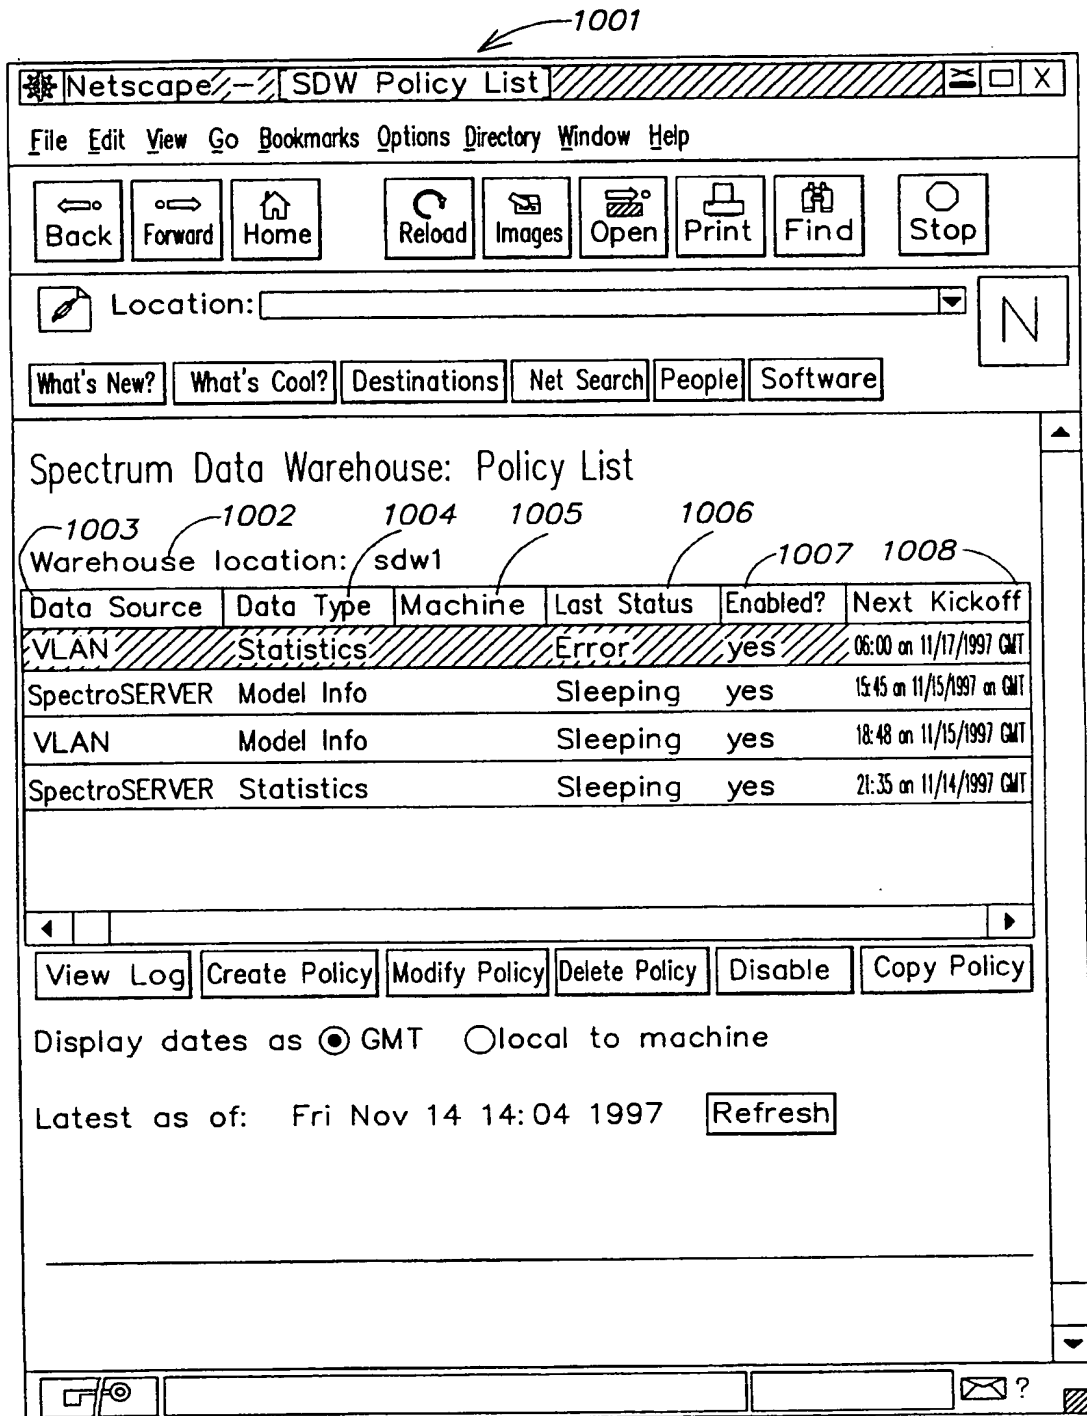 1001
Netscape - SDW Policy List X
File Edit View Go Bookmarks Options Directory Window Help
Back Forward Home Reload Images Open Print Find Stop
Location: N
What's New? What's Cool? Destinations Net Search People Software
Spectrum Data Warehouse: Policy List
1003 1002 1004 1005 1006 1007 1008
Warehouse location: sdw1
Data Source Data Type Machine Last Status Enabled? Next Kickoff
VLAN Statistics Error yes 06:00 on 11/17/1997 GMT
SpectroSERVER Model Info Sleeping yes 15:45 on 11/15/1997 on GMT
VLAN Model Info Sleeping yes 18:48 on 11/15/1997 GMT
SpectroSERVER Statistics Sleeping yes 21:35 on 11/14/1997 GMT
View Log Create Policy Modify Policy Delete Policy Disable Copy Policy
Display dates as GMT local to machine
Latest as of: Fri Nov 14 14:04 1997 Refresh
?